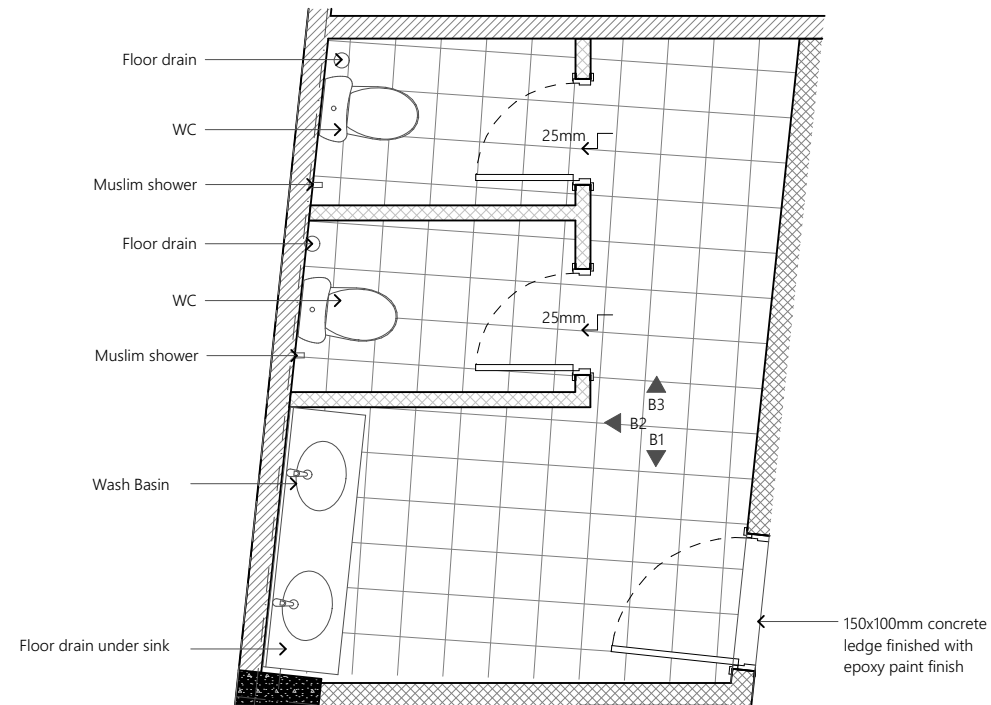 Floor drain
WC
25mm
Muslim shower
Floor drain
WC
25mm
Muslim shower
B3
B2
B1
Wash Basin
Floor drain under sink
150x100mm concrete
ledge finished with
epoxy paint finish